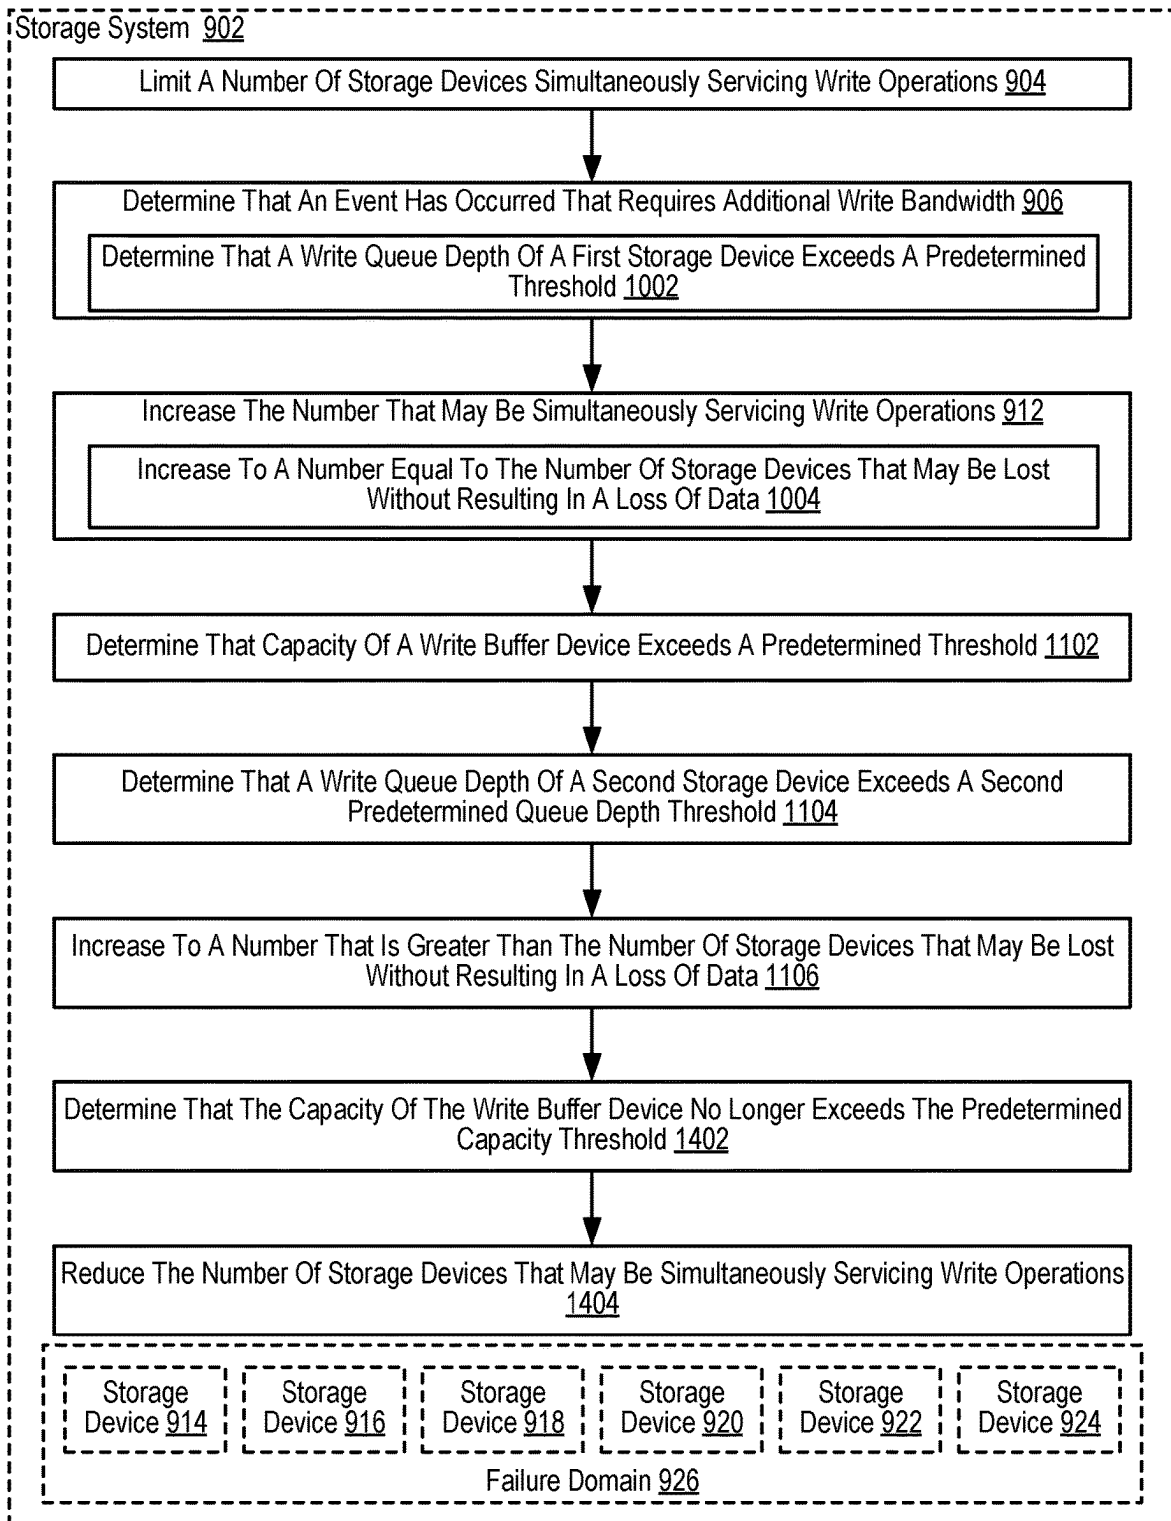 Storage System 902
Limit A Number Of Storage Devices Simultaneously Servicing Write Operations 904
Determine That An Event Has Occurred That Requires Additional Write Bandwidth 906
Determine That A Write Queue Depth Of A First Storage Device Exceeds A Predetermined
Threshold 1002
Increase The Number That May Be Simultaneously Servicing Write Operations 912
Increase To A Number Equal To The Number Of Storage Devices That May Be Lost
Without Resulting In A Loss Of Data 1004
Determine That Capacity Of A Write Buffer Device Exceeds A Predetermined Threshold 1102
Determine That A Write Queue Depth Of A Second Storage Device Exceeds A Second
Predetermined Queue Depth Threshold 1104
Increase To A Number That Is Greater Than The Number Of Storage Devices That May Be Lost
Without Resulting In A Loss Of Data 1106
Determine That The Capacity Of The Write Buffer Device No Longer Exceeds The Predetermined
Capacity Threshold 1402
Reduce The Number Of Storage Devices That May Be Simultaneously Servicing Write Operations
1404
Storage
Device 914
Storage
Device 916
Storage
Device 918
Storage
Device 920
Storage
Device 922
Storage
Device 924
Failure Domain 926